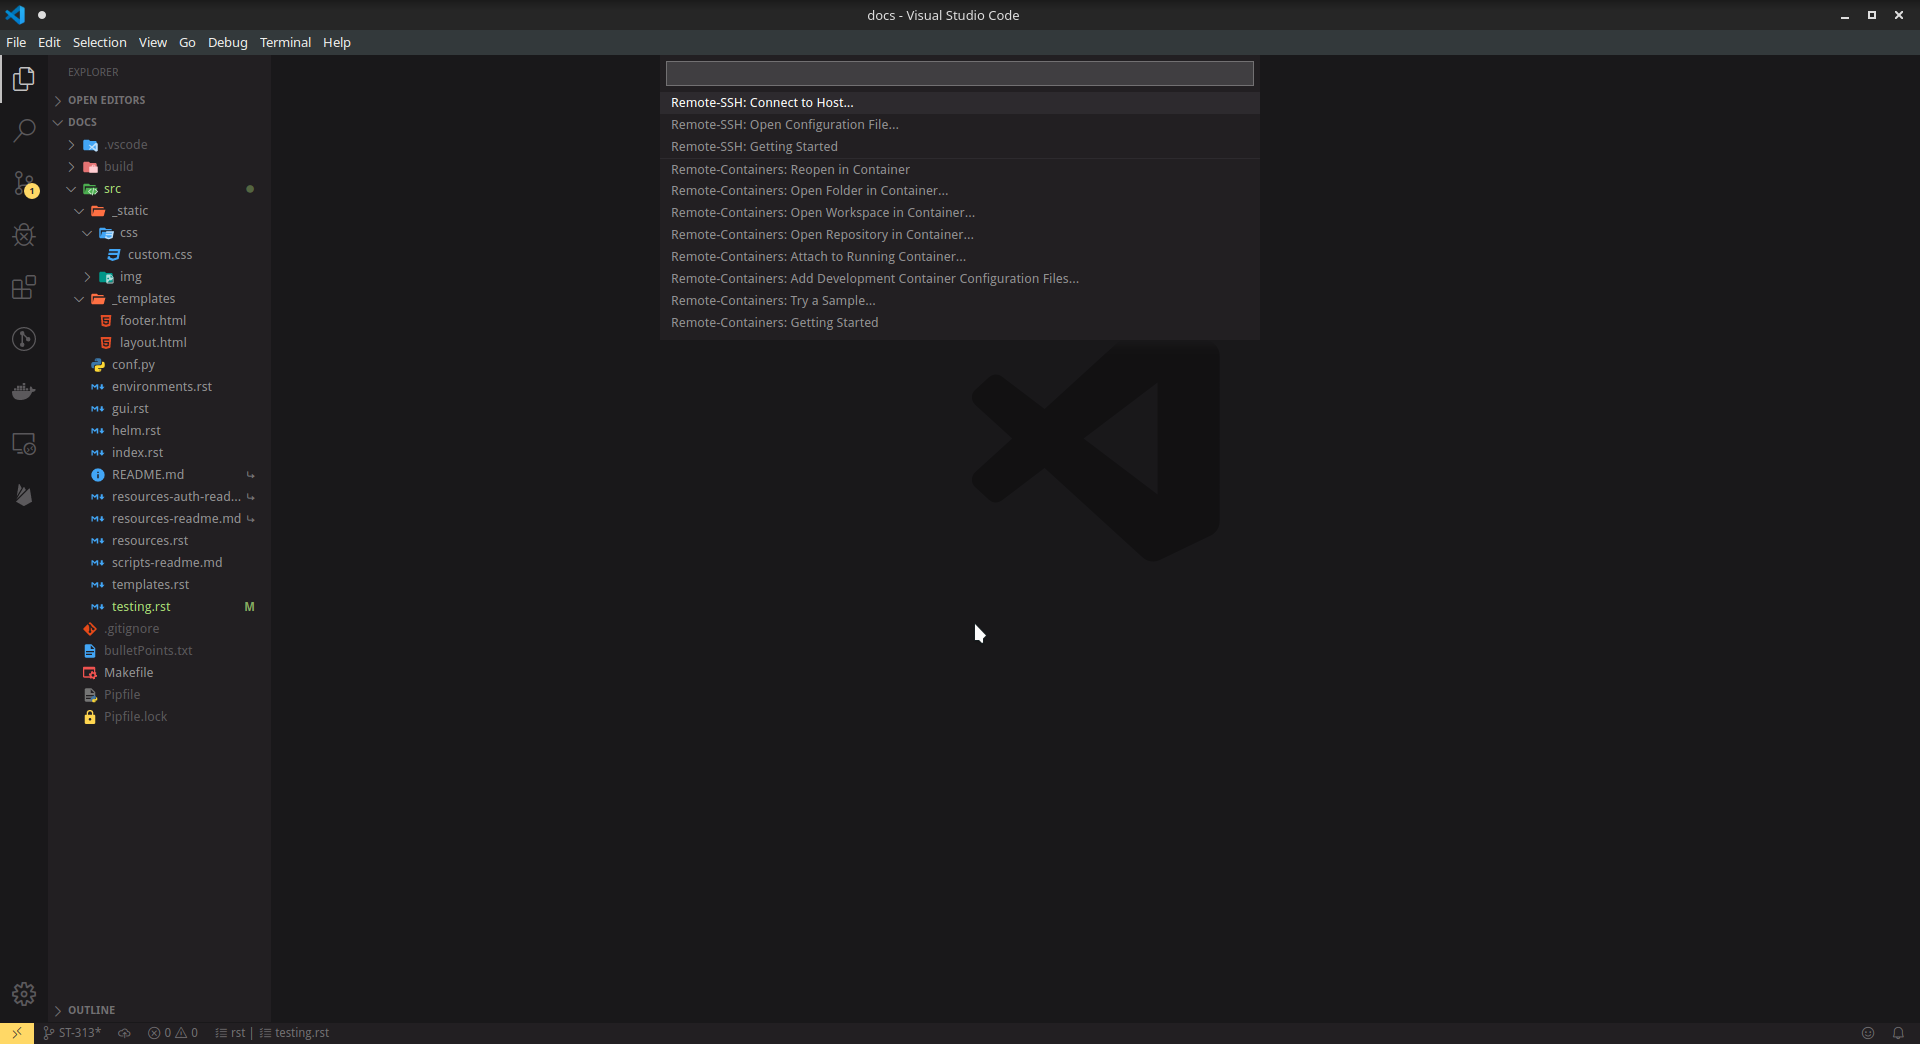 docs - Visual Studio Code
File Edit Selection View Go Debug Terminal Help
EXPLORER
OPEN EDITORS
DOCS
.vscode
build
src
_static
css
custom.css
img
_templates
footer.html
layout.html
conf.py
environments.rst
gui.rst
helm.rst
index.rst
README.md
resources-auth-read...
resources-readme.md
resources.rst
scripts-readme.md
templates.rst
testing.rst M
.gitignore
bulletPoints.txt
Makefile
Pipfile
Pipfile.lock
OUTLINE
1
Remote-SSH: Connect to Host...
Remote-SSH: Open Configuration File...
Remote-SSH: Getting Started
Remote-Containers: Reopen in Container
Remote-Containers: Open Folder in Container...
Remote-Containers: Open Workspace in Container...
Remote-Containers: Open Repository in Container...
Remote-Containers: Attach to Running Container...
Remote-Containers: Add Development Container Configuration Files...
Remote-Containers: Try a Sample...
Remote-Containers: Getting Started
ST-313* 0 0 rst | testing.rst